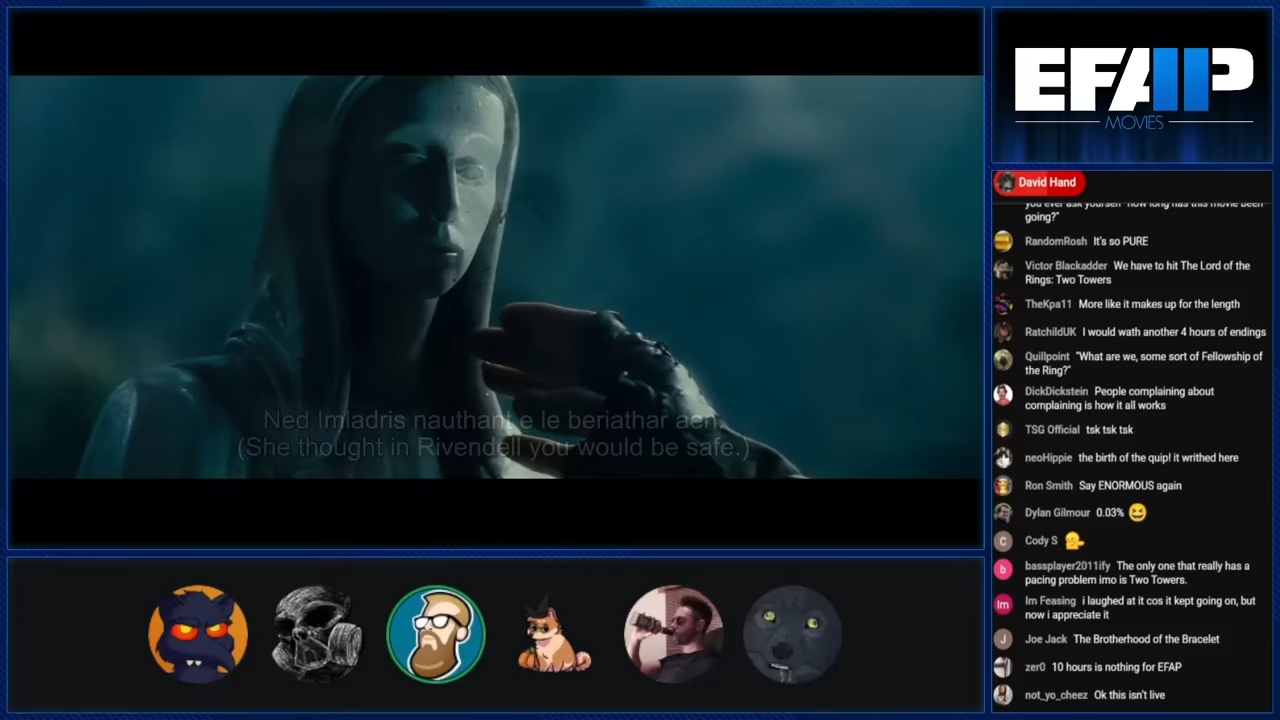 Ned Imladris nauthant e le beriathar aen.
(She thought in Rivendell you would be safe.)
EFAP
MOVIES
David Hand
you ever ask yourself "how long has this movie been
going?"
RandomRosh It's so PURE
Victor Blackadder We have to hit The Lord of the
Rings: Two Towers
TheKpa11 More like it makes up for the length
RatchildUK I would wath another 4 hours of endings
Quillpoint "What are we, some sort of Fellowship of
the Ring?"
DickDickstein People complaining about
complaining is how it all works
TSG Official tsk tsk tsk
neoHippie the birth of the quip! it writhed here
Ron Smith Say ENORMOUS again
Dylan Gilmour 0.03% 😆
C Cody S
b bassplayer2011ify The only one that really has a
pacing problem imo is Two Towers.
Im Im Feasing i laughed at it cos it kept going on, but
now i appreciate it
J Joe Jack The Brotherhood of the Bracelet
zer0 10 hours is nothing for EFAP
not_yo_cheez Ok this isn't live